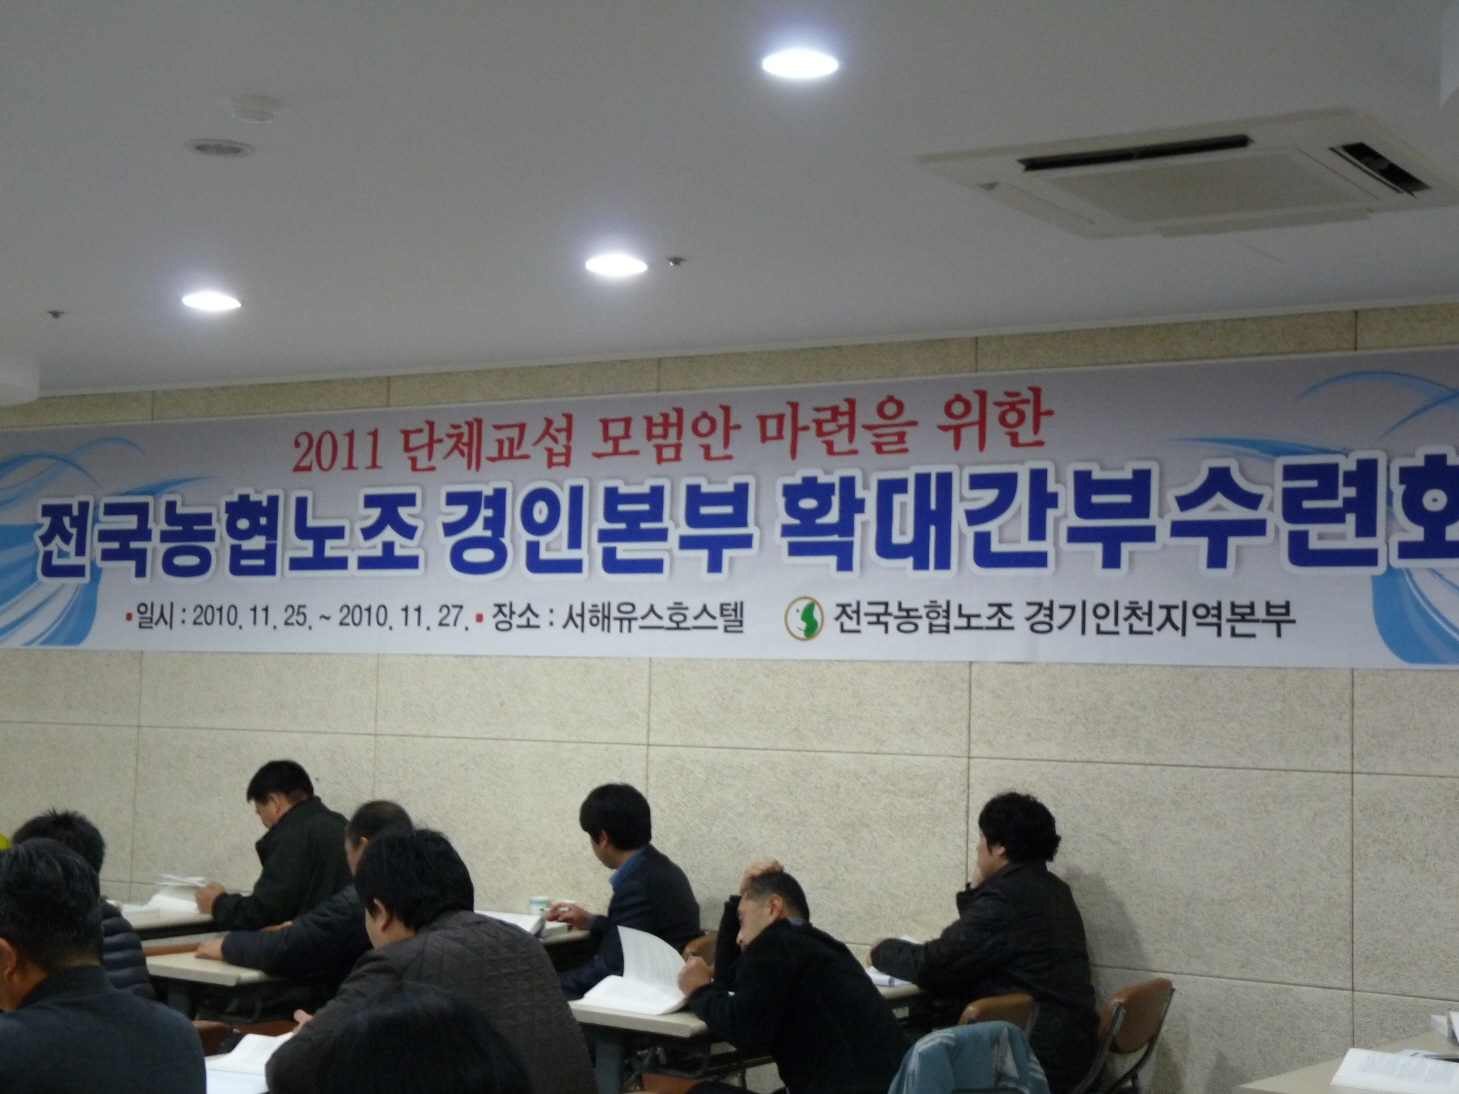 2011 단체교섭 모범안 마련을 위한
전국농협노조 경인본부 확대간부수련회
•일시 : 2010. 11. 25. ~ 2010. 11. 27. •장소 : 서해유스호스텔 전국농협노조 경기인천지역본부